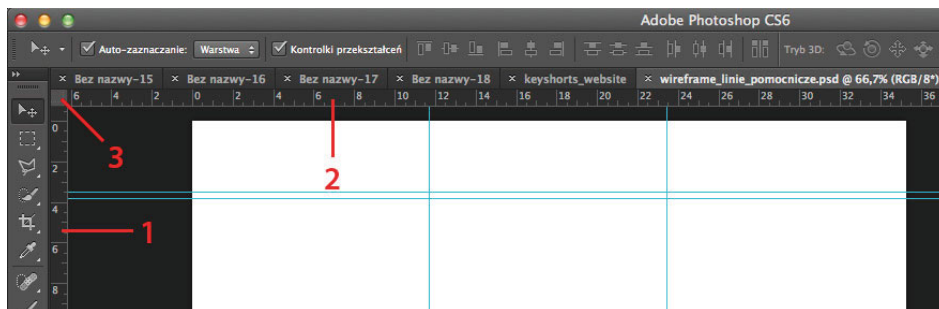 Adobe Photoshop CS6
Auto-zaznaczanie: Warstwa Kontrolki przekształceń Tryb 3D:
× Bez nazwy-15 × Bez nazwy-16 × Bez nazwy-17 × Bez nazwy-18 × keyshorts_website × wireframe_linie_pomocnicze.psd @ 66,7% (RGB/8*)
6 4 2 0 2 4 6 8 10 12 14 16 18 20 22 24 26 28 30 32 34 36
0
3
2
2
4
1
6
8